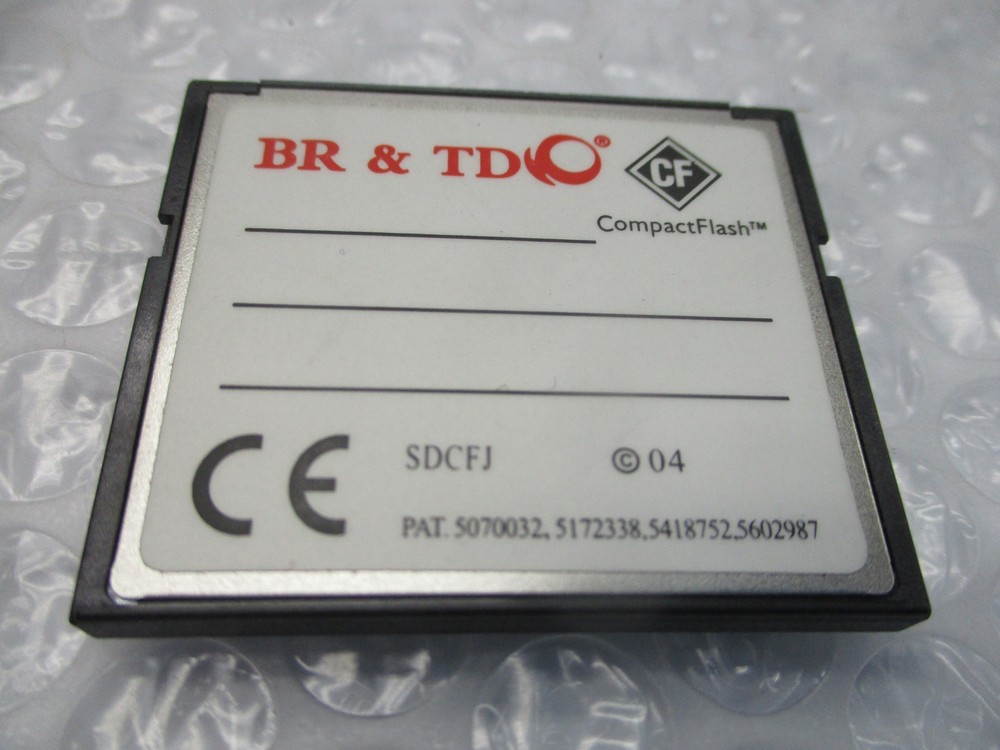 BR & TD®
CF
CompactFlash™
CE
SDCFJ © 04
PAT. 5070032, 5172338,5418752,5602987